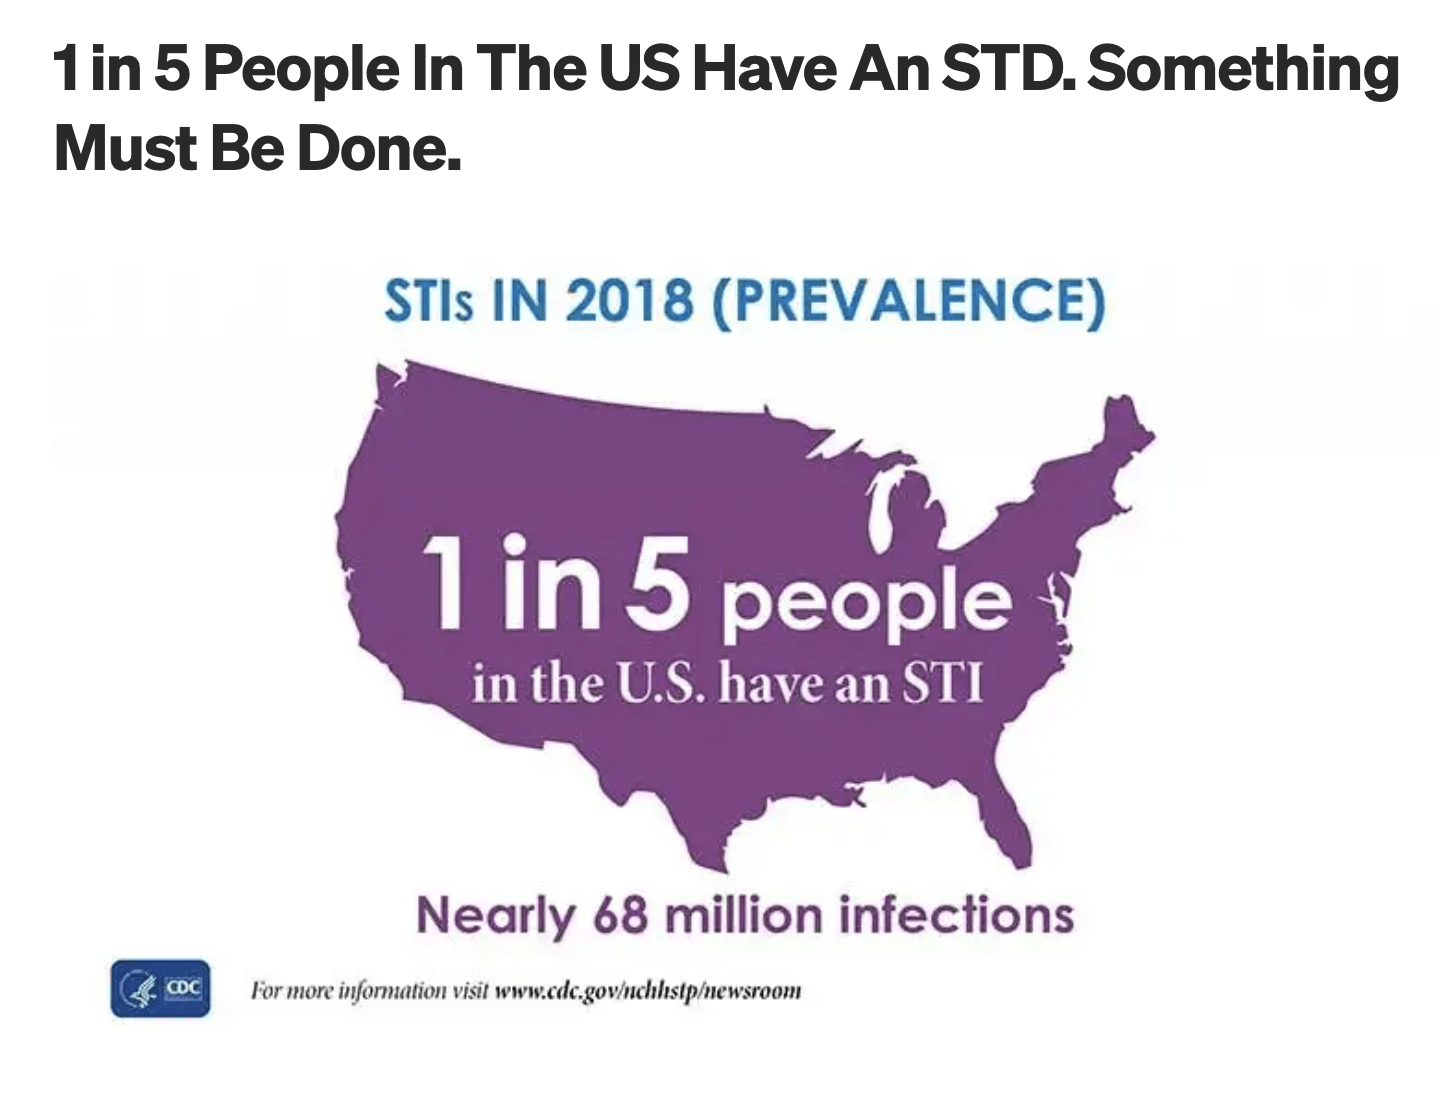 1 in 5 People In The US Have An STD. Something
Must Be Done.
STIs IN 2018 (PREVALENCE)
1 in 5 people
in the U.S. have an STI
Nearly 68 million infections
CDC
For more information visit www.cdc.gov/nchhstp/newsroom